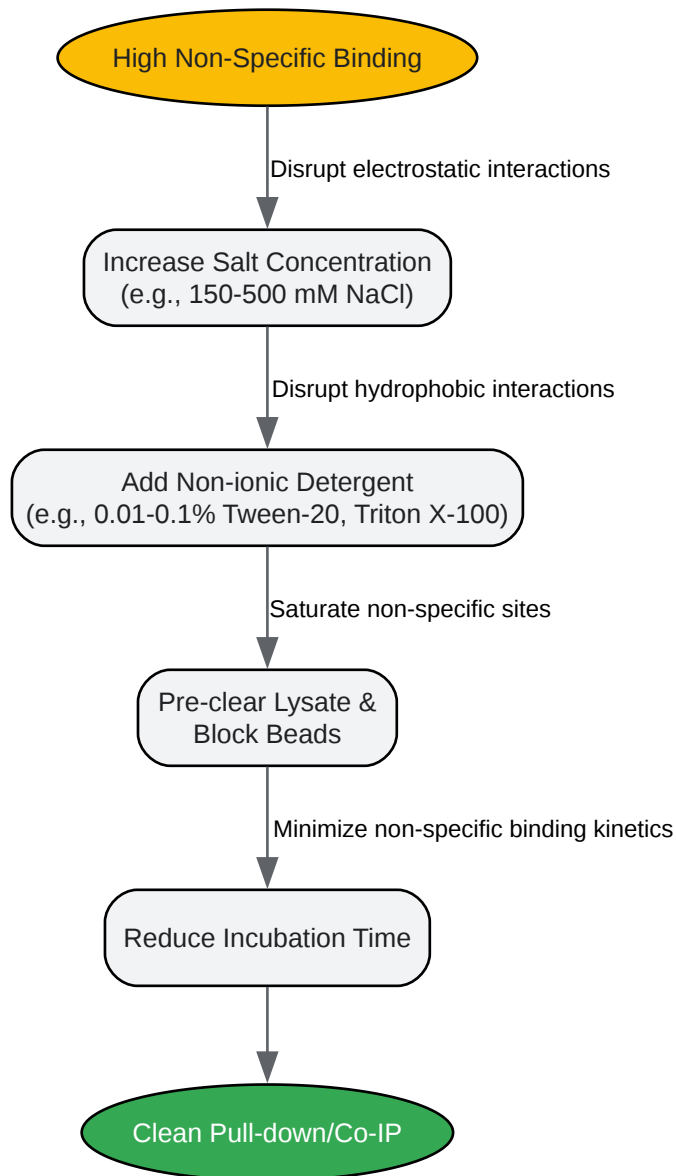 High Non-Specific Binding
Disrupt electrostatic interactions
Increase Salt Concentration
(e.g., 150-500 mM NaCl)
Disrupt hydrophobic interactions
Add Non-ionic Detergent
(e.g., 0.01-0.1% Tween-20, Triton X-100)
Saturate non-specific sites
Pre-clear Lysate &
Block Beads
Minimize non-specific binding kinetics
Reduce Incubation Time
Clean Pull-down/Co-IP